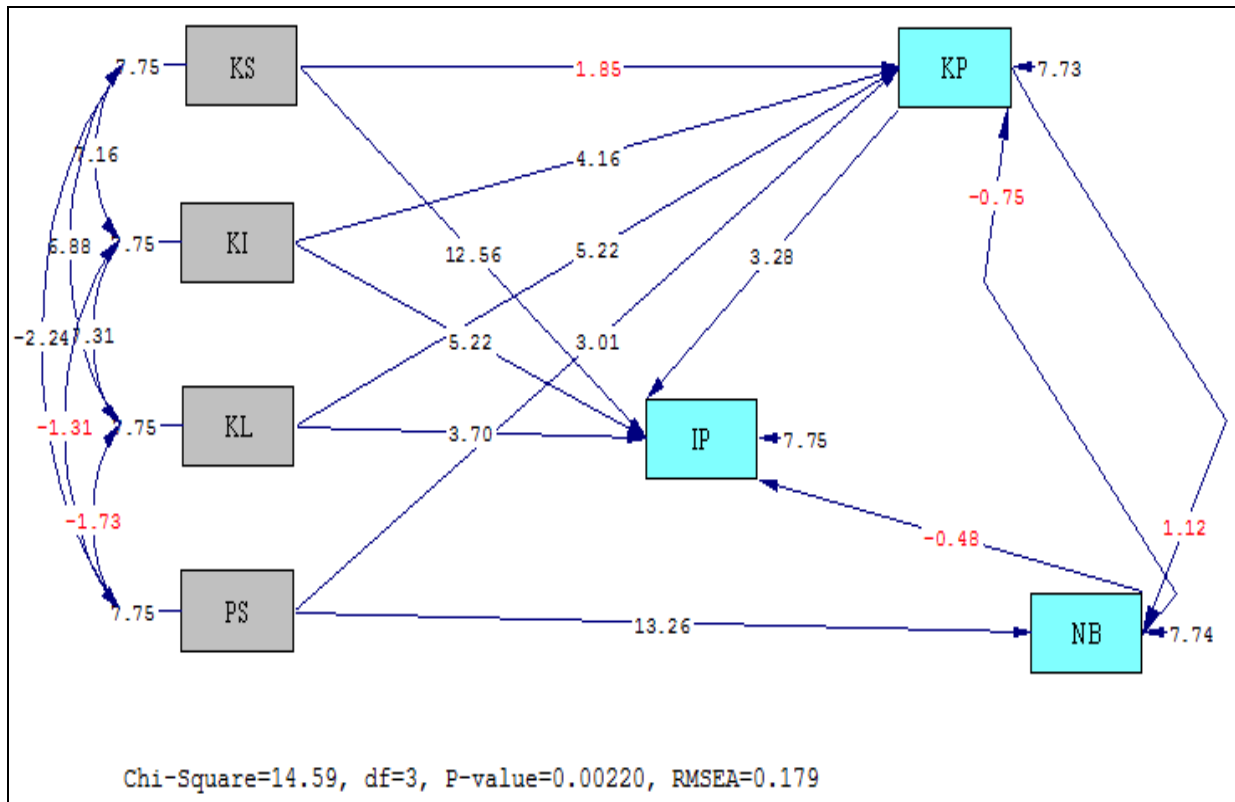 7.75 KS 1.85 KP 7.73
7.16 4.16 -0.75
6.88 .75 KI 12.56 5.22 3.28
-2.24 7.31 5.22 3.01
-1.31 .75 KL 3.70 IP 7.75
-1.73 -0.48 1.12
7.75 PS 13.26 NB 7.74
Chi-Square=14.59, df=3, P-value=0.00220, RMSEA=0.179